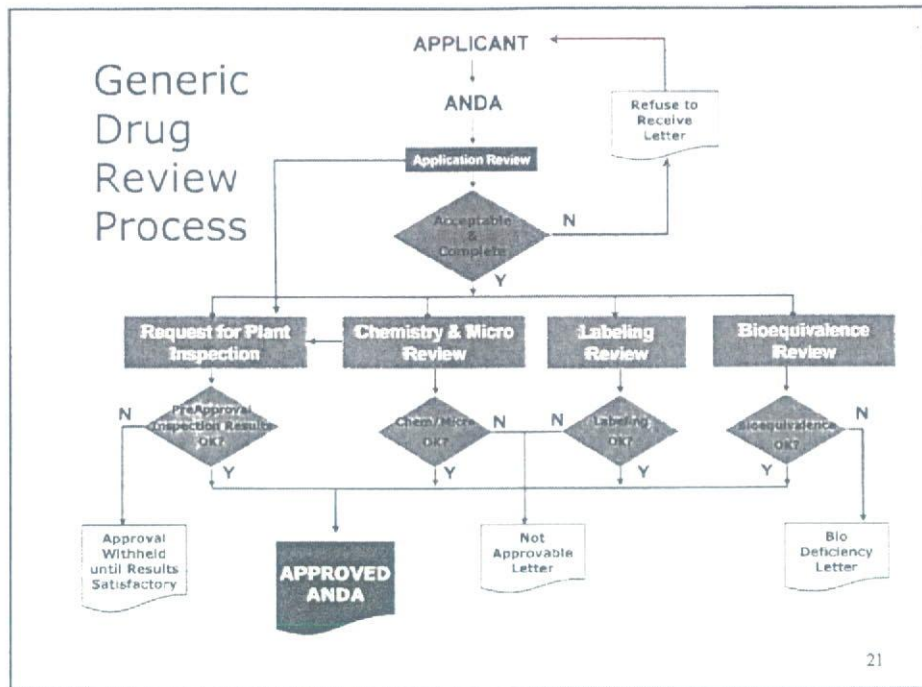 Generic
Drug
Review
Process
APPLICANT
ANDA
Refuse to
Receive
Letter
Application Review
Acceptable
&
Complete
N
Y
Request for Plant
Inspection
Chemistry & Micro
Review
Labeling
Review
Bioequivalence
Review
N
PreApproval
Inspection Results
OK?
Y
Chem/Micro
OK?
N
Y
N
Labeling
OK?
Y
Bioequivalence
OK?
N
Y
Approval
Withheld
until Results
Satisfactory
APPROVED
ANDA
Not
Approvable
Letter
Bio
Deficiency
Letter
21